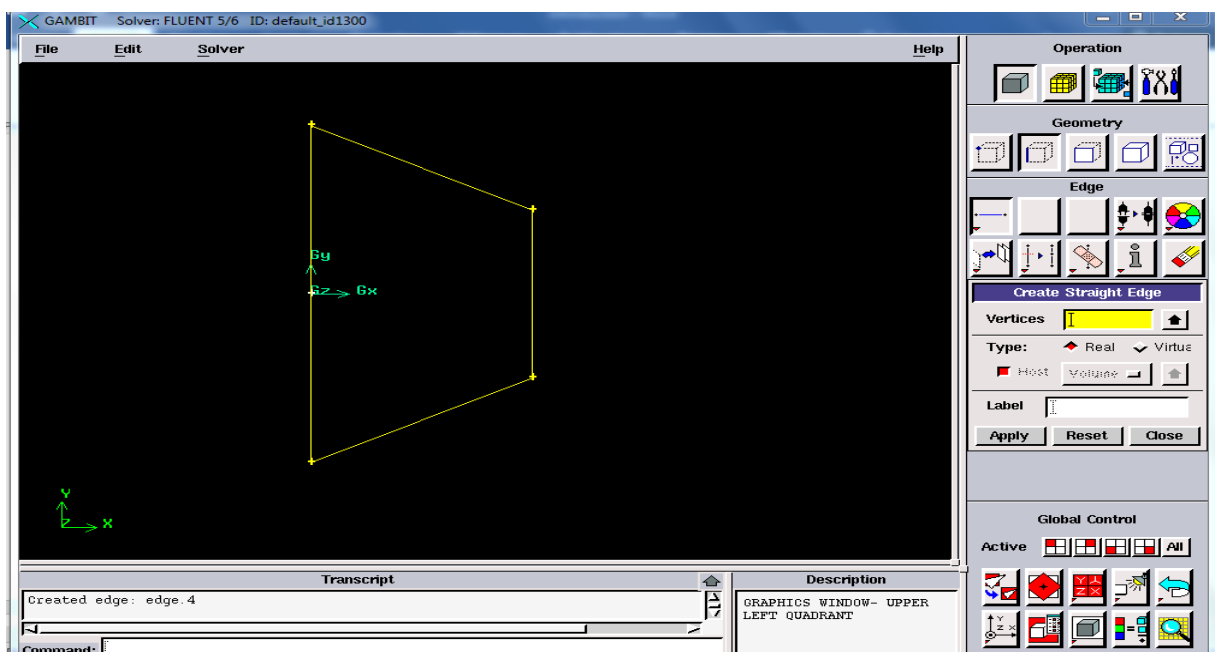 GAMBIT Solver: FLUENT 5/6 ID: default_id1300
File Edit Solver Help
Gy
Gz Gx
Y
Z X
Operation
Geometry
Edge
Create Straight Edge
Vertices
Type: Real Virtua
Host Volume
Label
Apply Reset Close
Global Control
Active All
Transcript
Created edge: edge.4
Command:
Description
GRAPHICS WINDOW- UPPER
LEFT QUADRANT